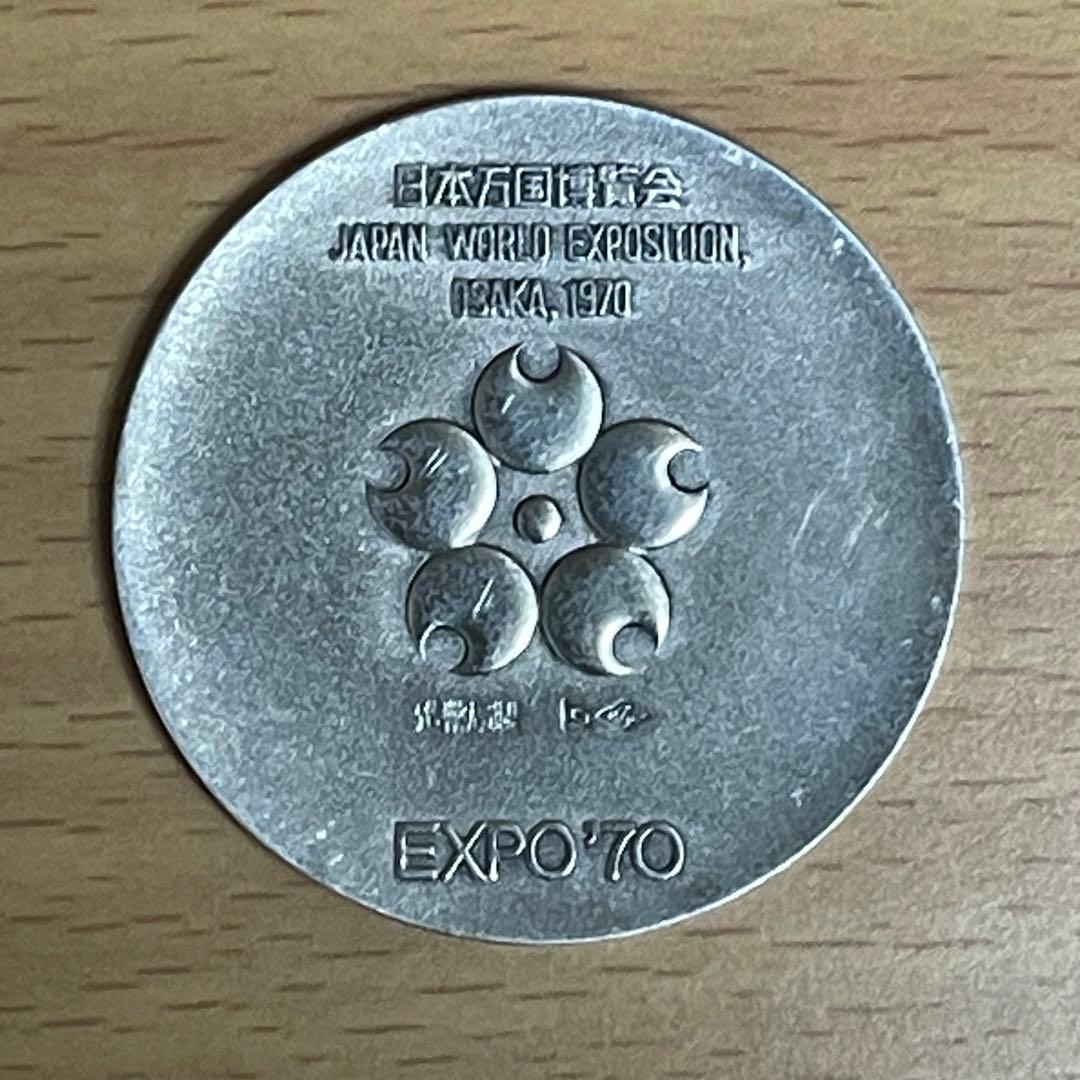 日本万国博覧会
JAPAN WORLD EXPOSITION,
OSAKA, 1970
EXPO '70